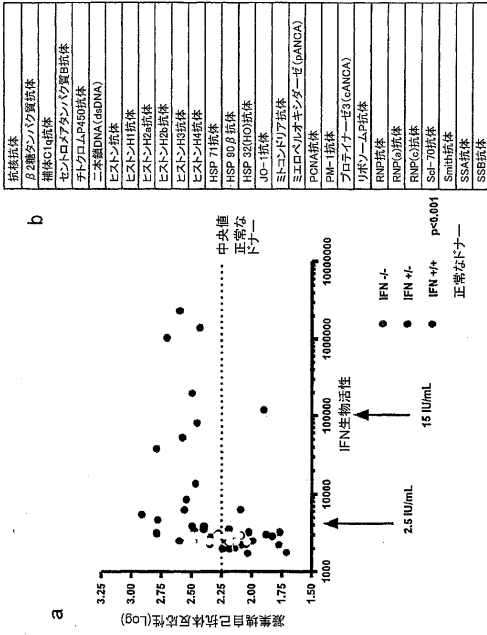 a
凝集塊自己抗体反応性(Log)
3.25
3.00
2.75
2.50
2.25
2.00
1.75
1.50
中央値
正常な
ドナー
1000
10000
100000
1000000
10000000
IFN生物活性
2.5 IU/mL
15 IU/mL
IFN -/-
IFN +/-
IFN +/+ p<0.001
正常なドナー
b
抗核抗体
β2糖タンパク質抗体
補体C1q抗体
セントロメアタンパク質B抗体
チトクロムP450抗体
二本鎖DNA(dsDNA)
ヒストン抗体
ヒストンH1抗体
ヒストンH2a抗体
ヒストンH2b抗体
ヒストンH3抗体
ヒストンH4抗体
HSP 71抗体
HSP 90β抗体
HSP 32(HO)抗体
JO-1抗体
ミトコンドリア抗体
ミエロペルオキシダーゼ(pANCA)
PCNA抗体
PM-1抗体
プロテイナーゼ3(cANCA)
リボソームP抗体
RNP抗体
RNP(a)抗体
RNP(c)抗体
Scl-70抗体
Smith抗体
SSA抗体
SSB抗体